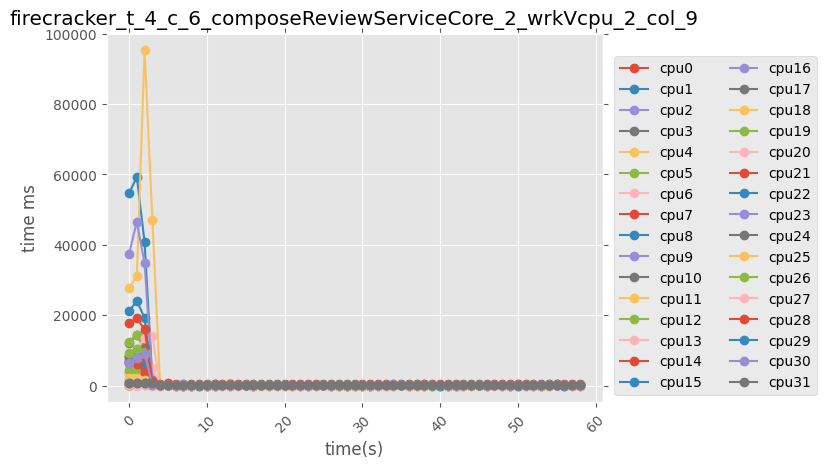 firecracker_t_4_c_6_composeReviewServiceCore_2_wrkVcpu_2_col_9
100000
80000
60000
40000
20000
0
time ms
0 10 20 30 40 50 60
time(s)
cpu0 cpu16
cpu1 cpu17
cpu2 cpu18
cpu3 cpu19
cpu4 cpu20
cpu5 cpu21
cpu6 cpu22
cpu7 cpu23
cpu8 cpu24
cpu9 cpu25
cpu10 cpu26
cpu11 cpu27
cpu12 cpu28
cpu13 cpu29
cpu14 cpu30
cpu15 cpu31